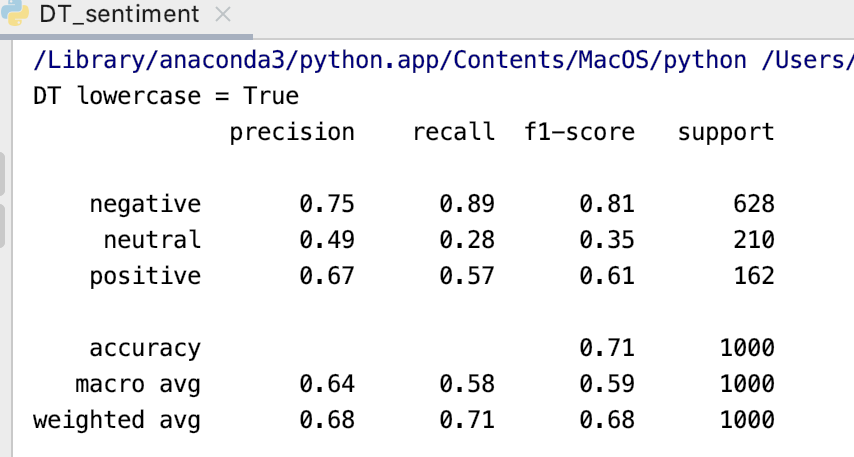 DT_sentiment
/Library/anaconda3/python.app/Contents/MacOS/python /Users/
DT lowercase = True
precision recall f1-score support
negative 0.75 0.89 0.81 628
neutral 0.49 0.28 0.35 210
positive 0.67 0.57 0.61 162
accuracy 0.71 1000
macro avg 0.64 0.58 0.59 1000
weighted avg 0.68 0.71 0.68 1000